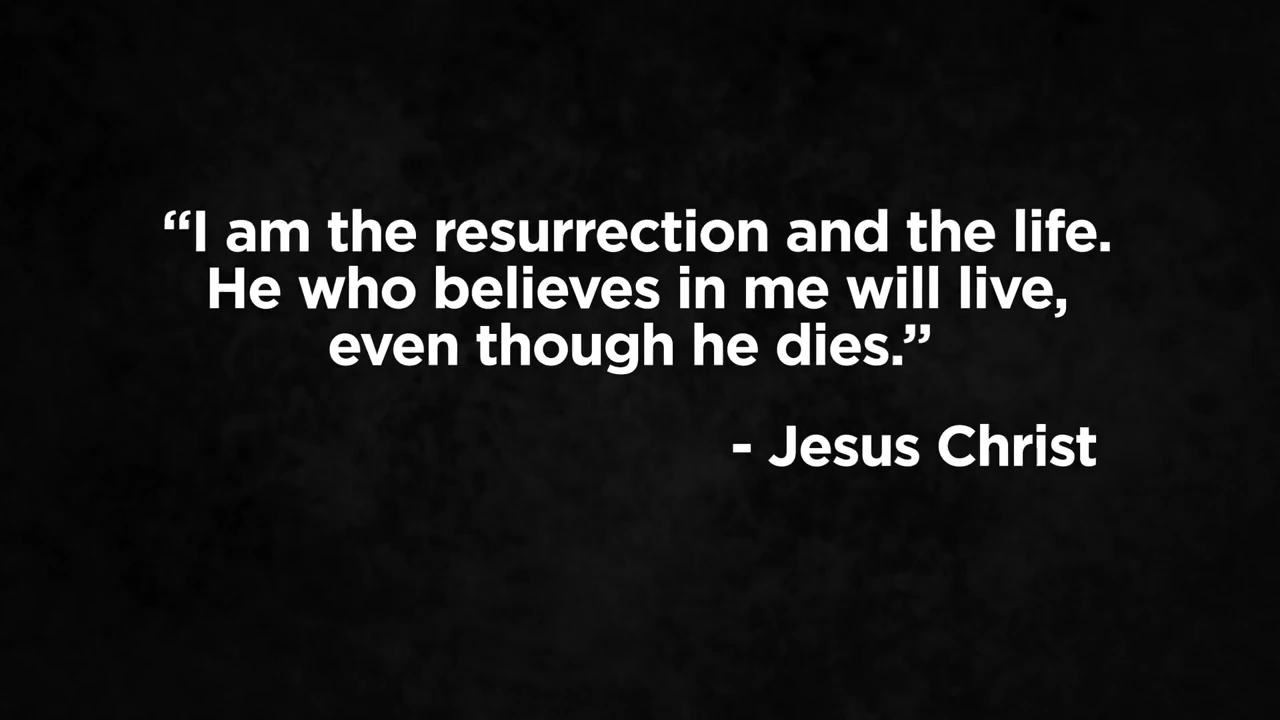 “I am the resurrection and the life.
He who believes in me will live,
even though he dies.”
- Jesus Christ